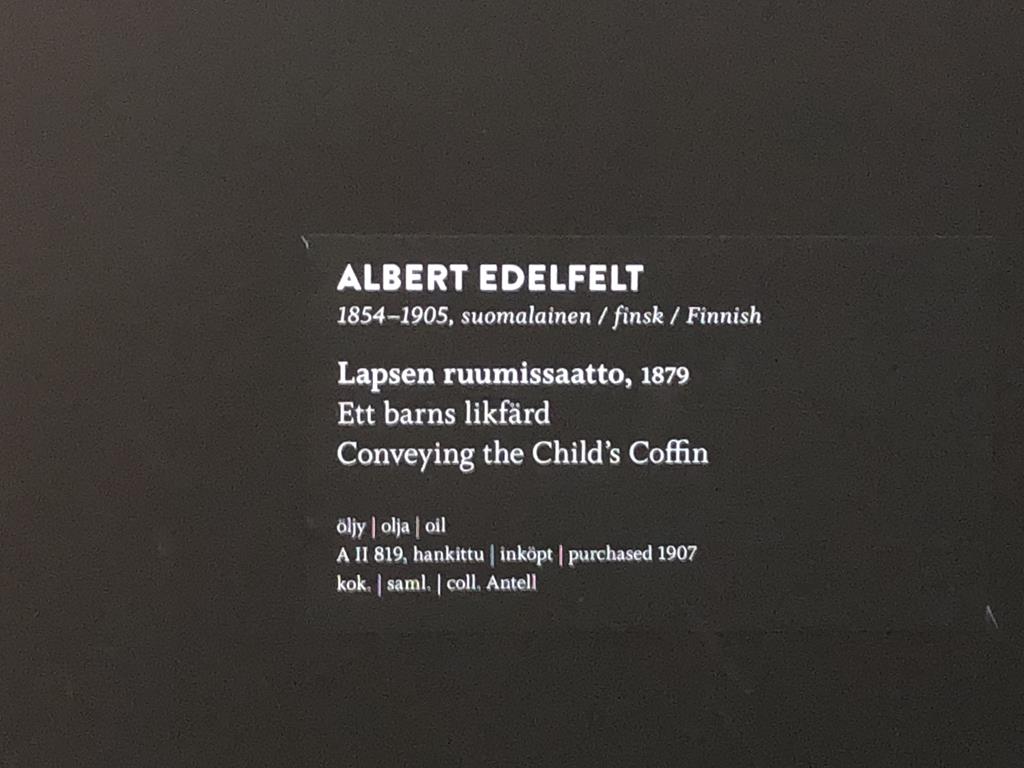 ALBERT EDELFELT
1854–1905, suomalainen / finsk / Finnish
Lapsen ruumissaatto, 1879
Ett barns likfärd
Conveying the Child’s Coffin
öljy | olja | oil
A II 819, hankittu | inköpt | purchased 1907
kok. | saml. | coll. Antell